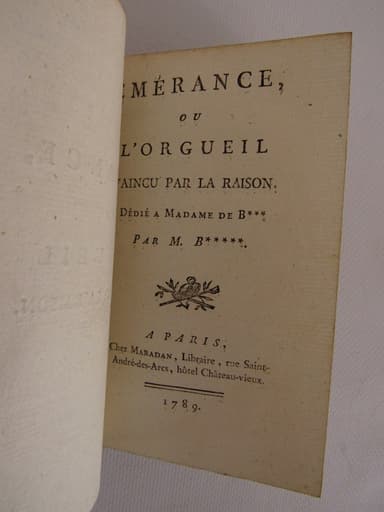 EMÉRANCE,
OU
L'ORGUEIL
VAINCU PAR LA RAISON.
DÉDIÉ A MADAME DE B***
PAR M. B*****.
A PARIS,
Chez MARADAN, Libraire, rue Saint-
André-des-Arcs, hôtel Château-vieux.
1789.